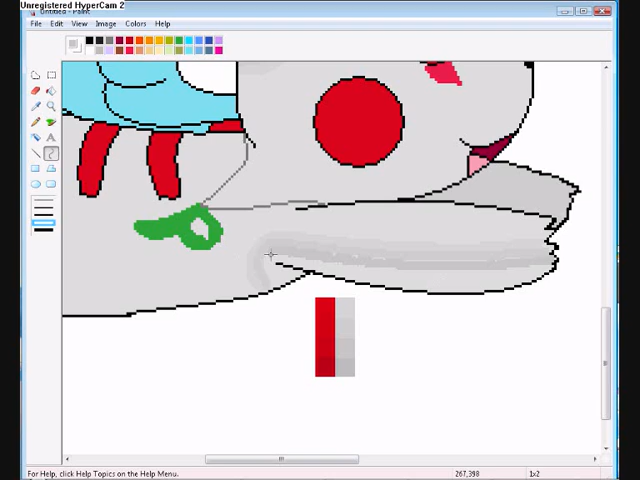 Unregistered HyperCam 2
Untitled - Paint
File Edit View Image Colors Help
For Help, click Help Topics on the Help Menu.
267,398
1x2